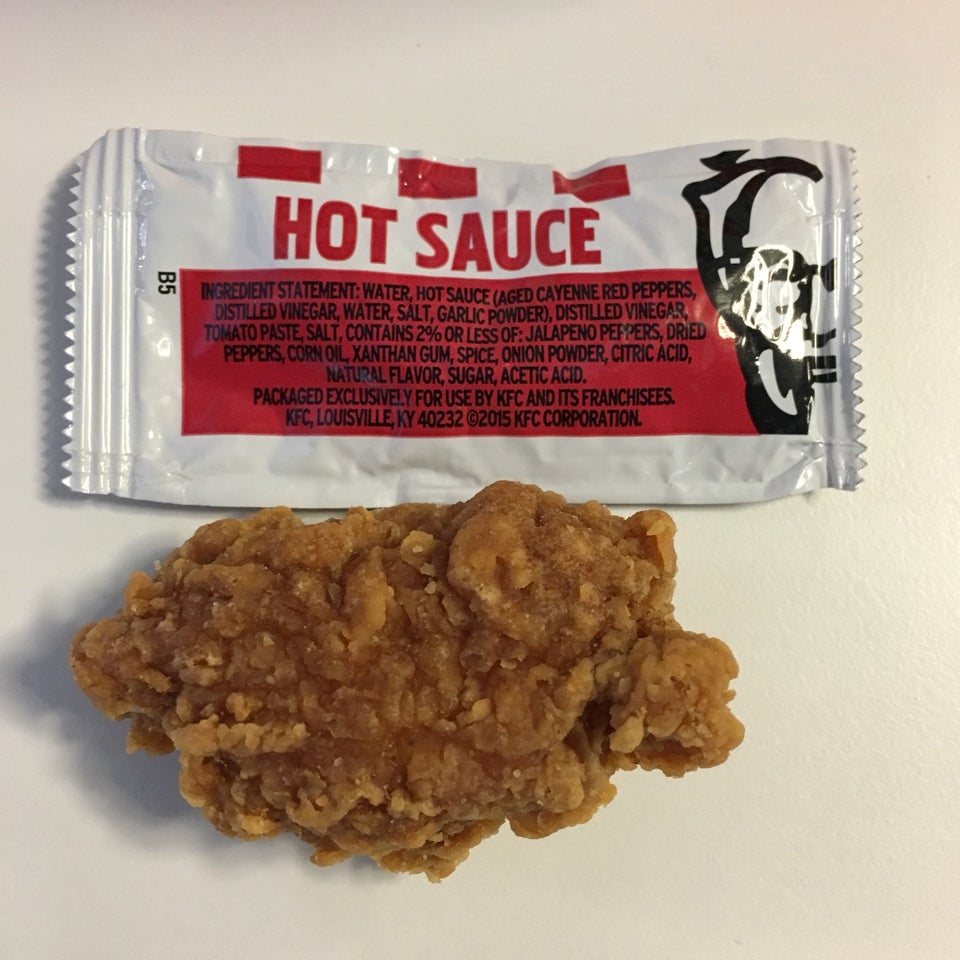 HOT SAUCE
B5
INGREDIENT STATEMENT: WATER, HOT SAUCE (AGED CAYENNE RED PEPPERS,
DISTILLED VINEGAR, WATER, SALT, GARLIC POWDER), DISTILLED VINEGAR,
TOMATO PASTE, SALT, CONTAINS 2% OR LESS OF: JALAPENO PEPPERS, DRIED
PEPPERS, CORN OIL, XANTHAN GUM, SPICE, ONION POWDER, CITRIC ACID,
NATURAL FLAVOR, SUGAR, ACETIC ACID.
PACKAGED EXCLUSIVELY FOR USE BY KFC AND ITS FRANCHISEES.
KFC, LOUISVILLE, KY 40232 ©2015 KFC CORPORATION.